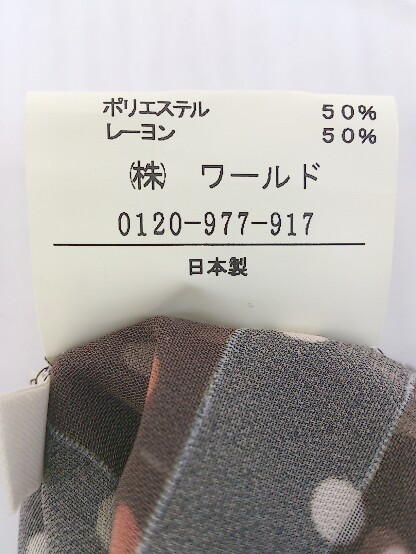 ポリエステル 50%
レーヨン 50%
㈱ ワールド
0120-977-917
日本製